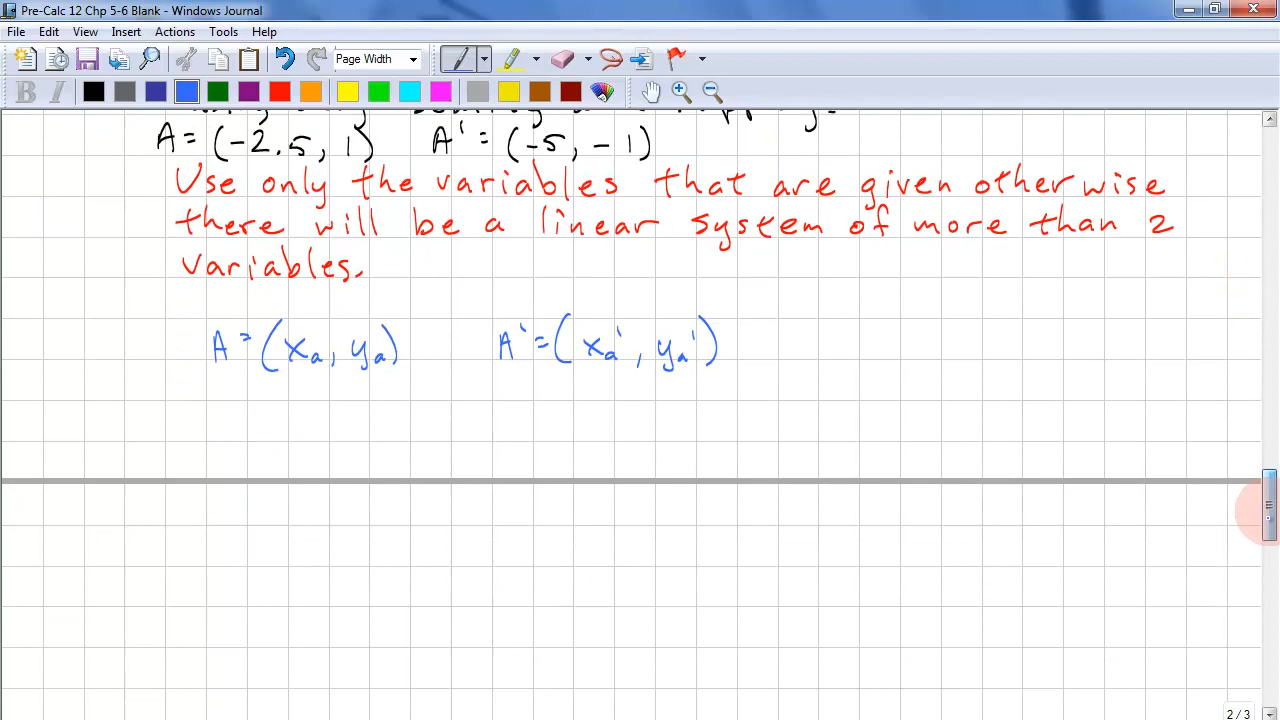 Pre-Calc 12 Chp 5-6 Blank - Windows Journal
File Edit View Insert Actions Tools Help
Page Width
B I
A = (-2.5, 1) A' = (-5, -1)
Use only the variables that are given otherwise
there will be a linear system of more than 2
variables.
A = (xa, ya) A' = (xa', ya')
2/3